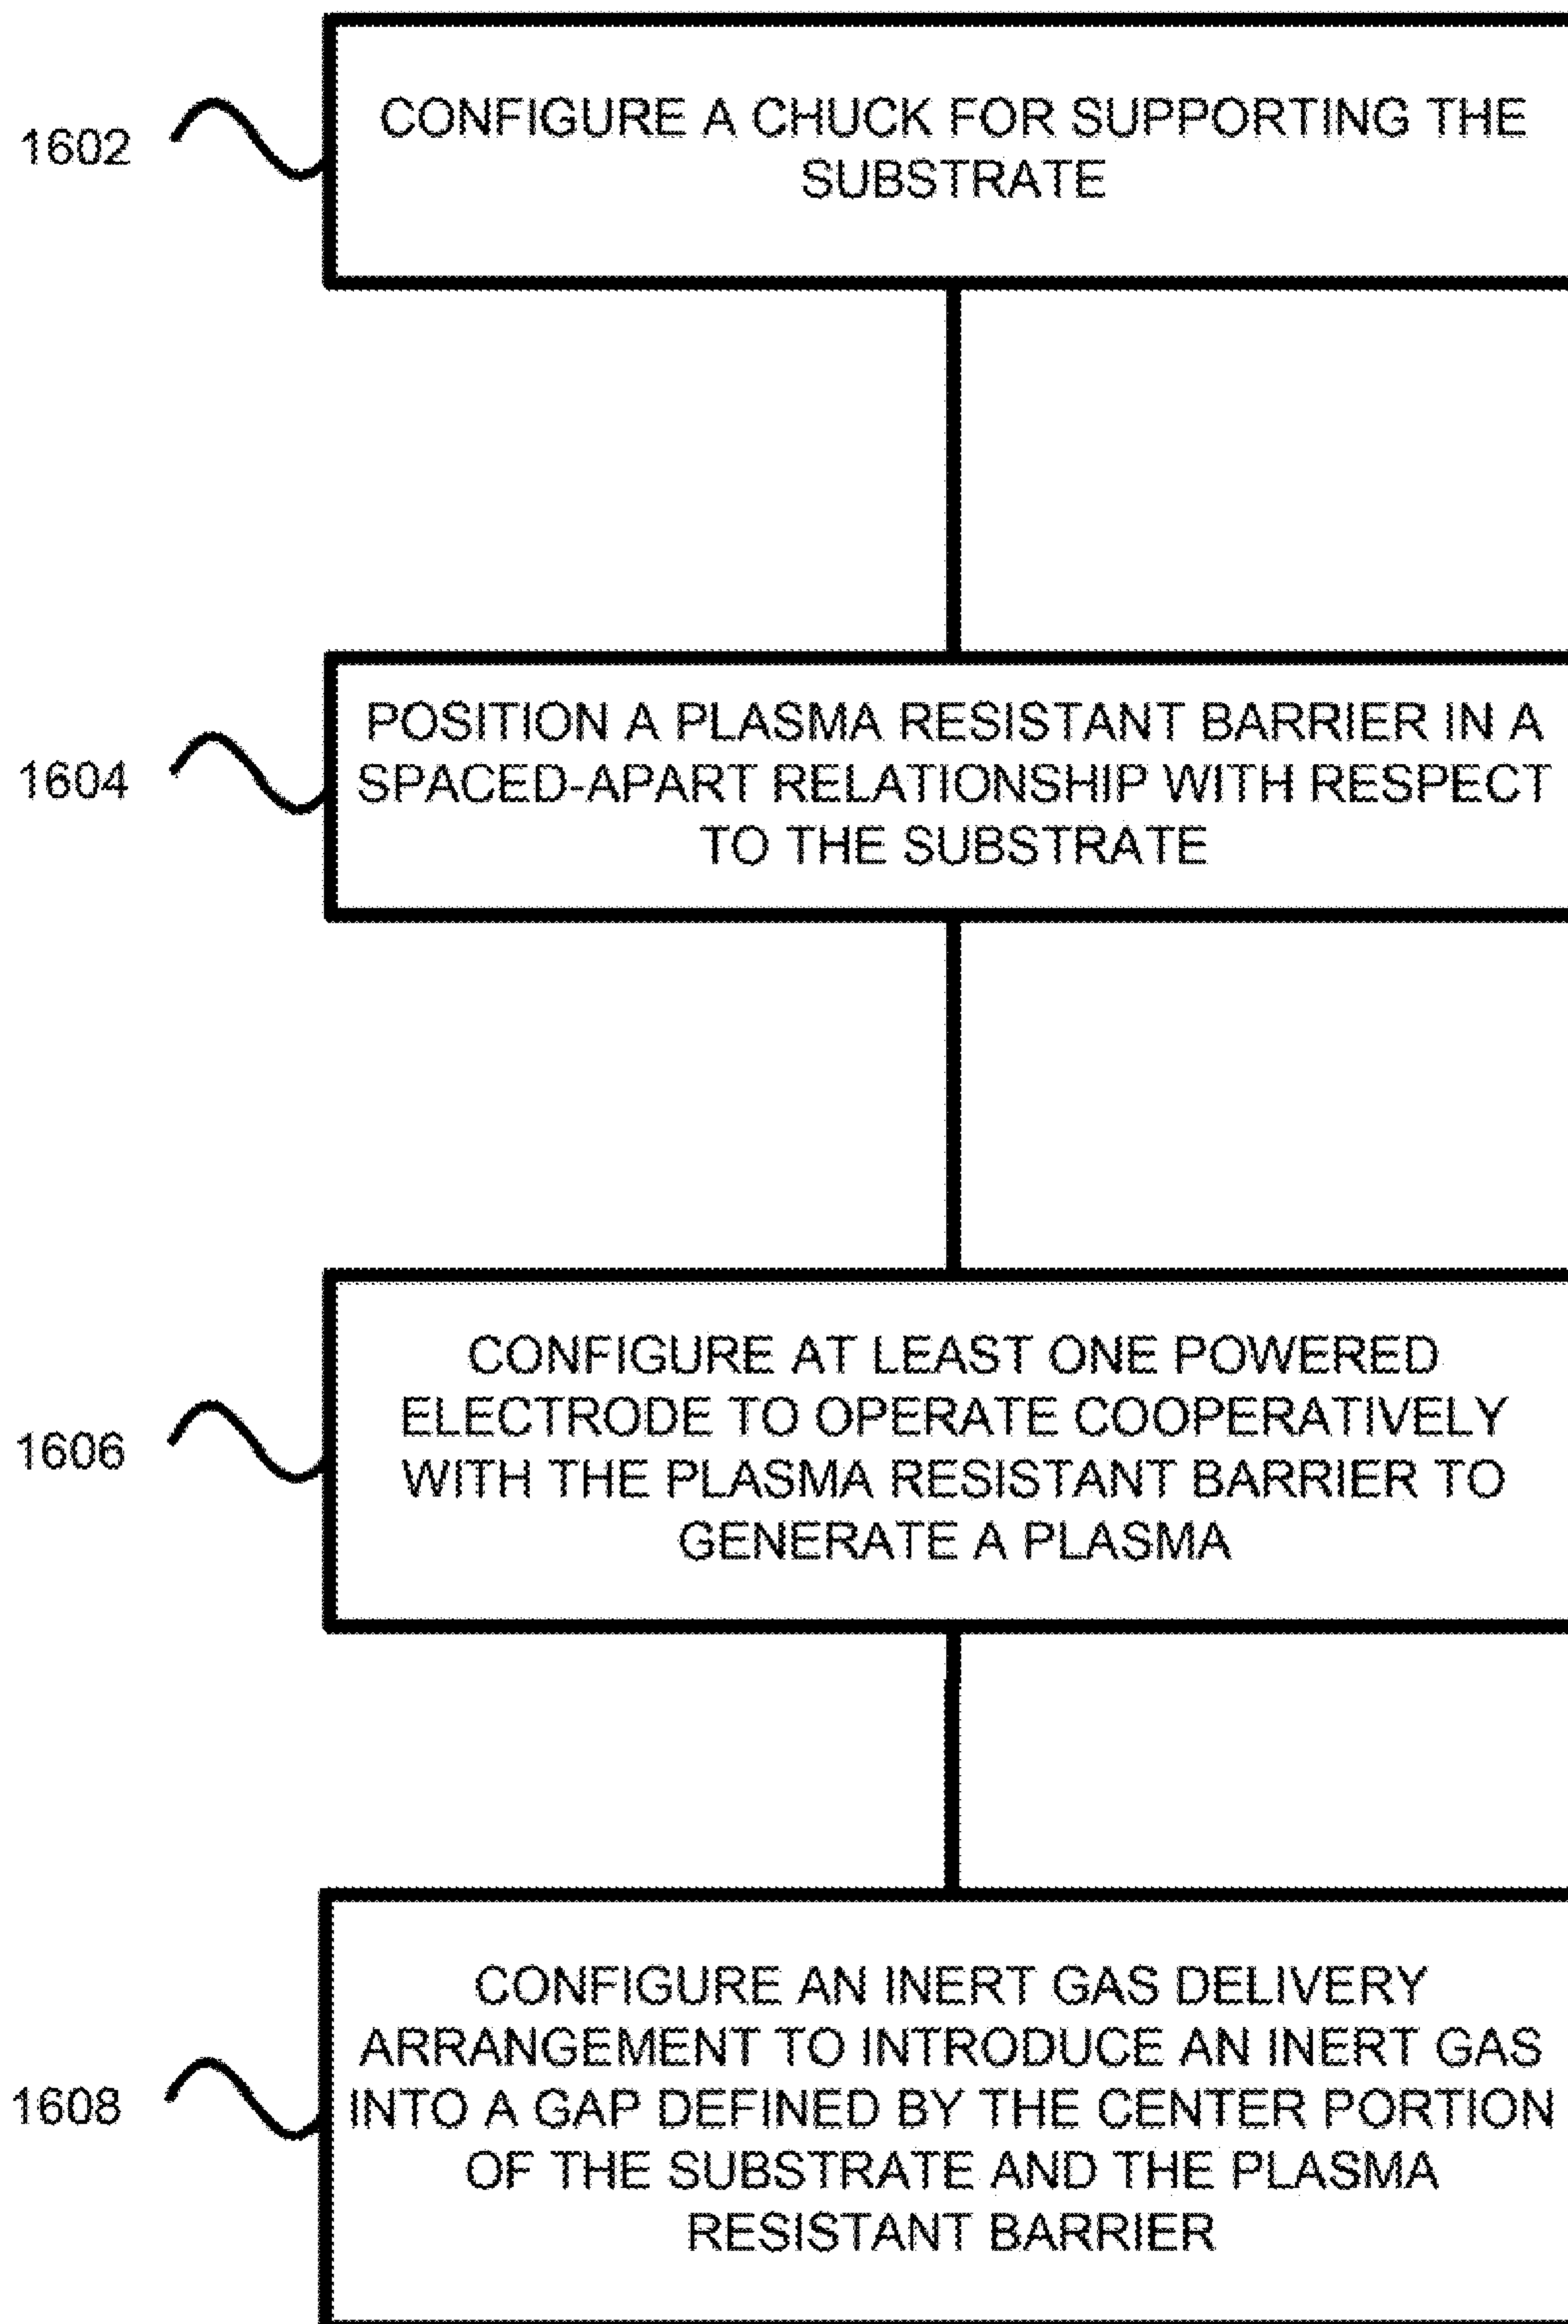 1602
CONFIGURE A CHUCK FOR SUPPORTING THE
SUBSTRATE
1604
POSITION A PLASMA RESISTANT BARRIER IN A
SPACED-APART RELATIONSHIP WITH RESPECT
TO THE SUBSTRATE
1606
CONFIGURE AT LEAST ONE POWERED
ELECTRODE TO OPERATE COOPERATIVELY
WITH THE PLASMA RESISTANT BARRIER TO
GENERATE A PLASMA
1608
CONFIGURE AN INERT GAS DELIVERY
ARRANGEMENT TO INTRODUCE AN INERT GAS
INTO A GAP DEFINED BY THE CENTER PORTION
OF THE SUBSTRATE AND THE PLASMA
RESISTANT BARRIER